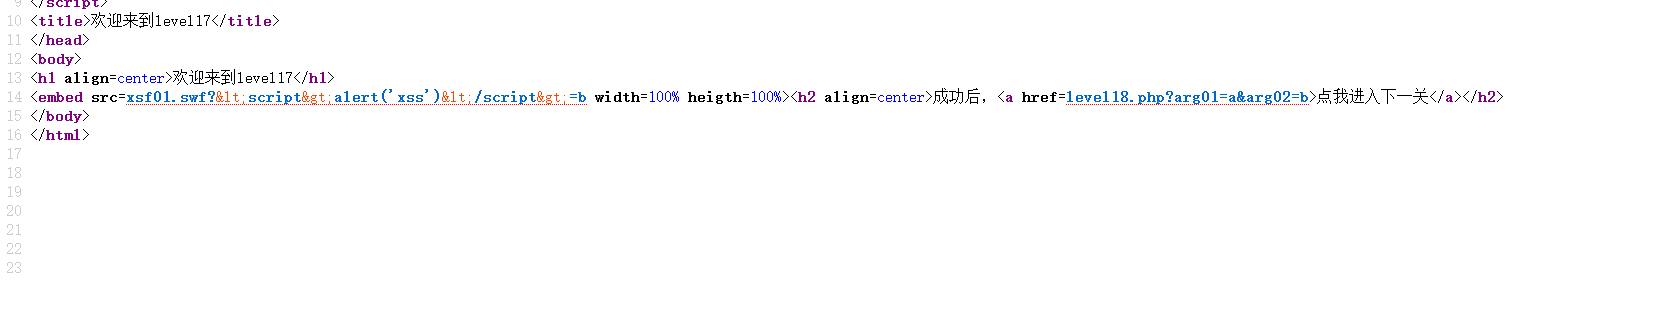 9 </script>
10 <title>欢迎来到level17</title>
11 </head>
12 <body>
13 <h1 align=center>欢迎来到level17</h1>
14 <embed src=xsf01.swf?&lt;script&gt;alert('xss')&lt;/script&gt;=b width=100% heigth=100%><h2 align=center>成功后，<a href=level18.php?arg01=a&arg02=b>点我进入下一关</a></h2>
15 </body>
16 </html>
17
18
19
20
21
22
23